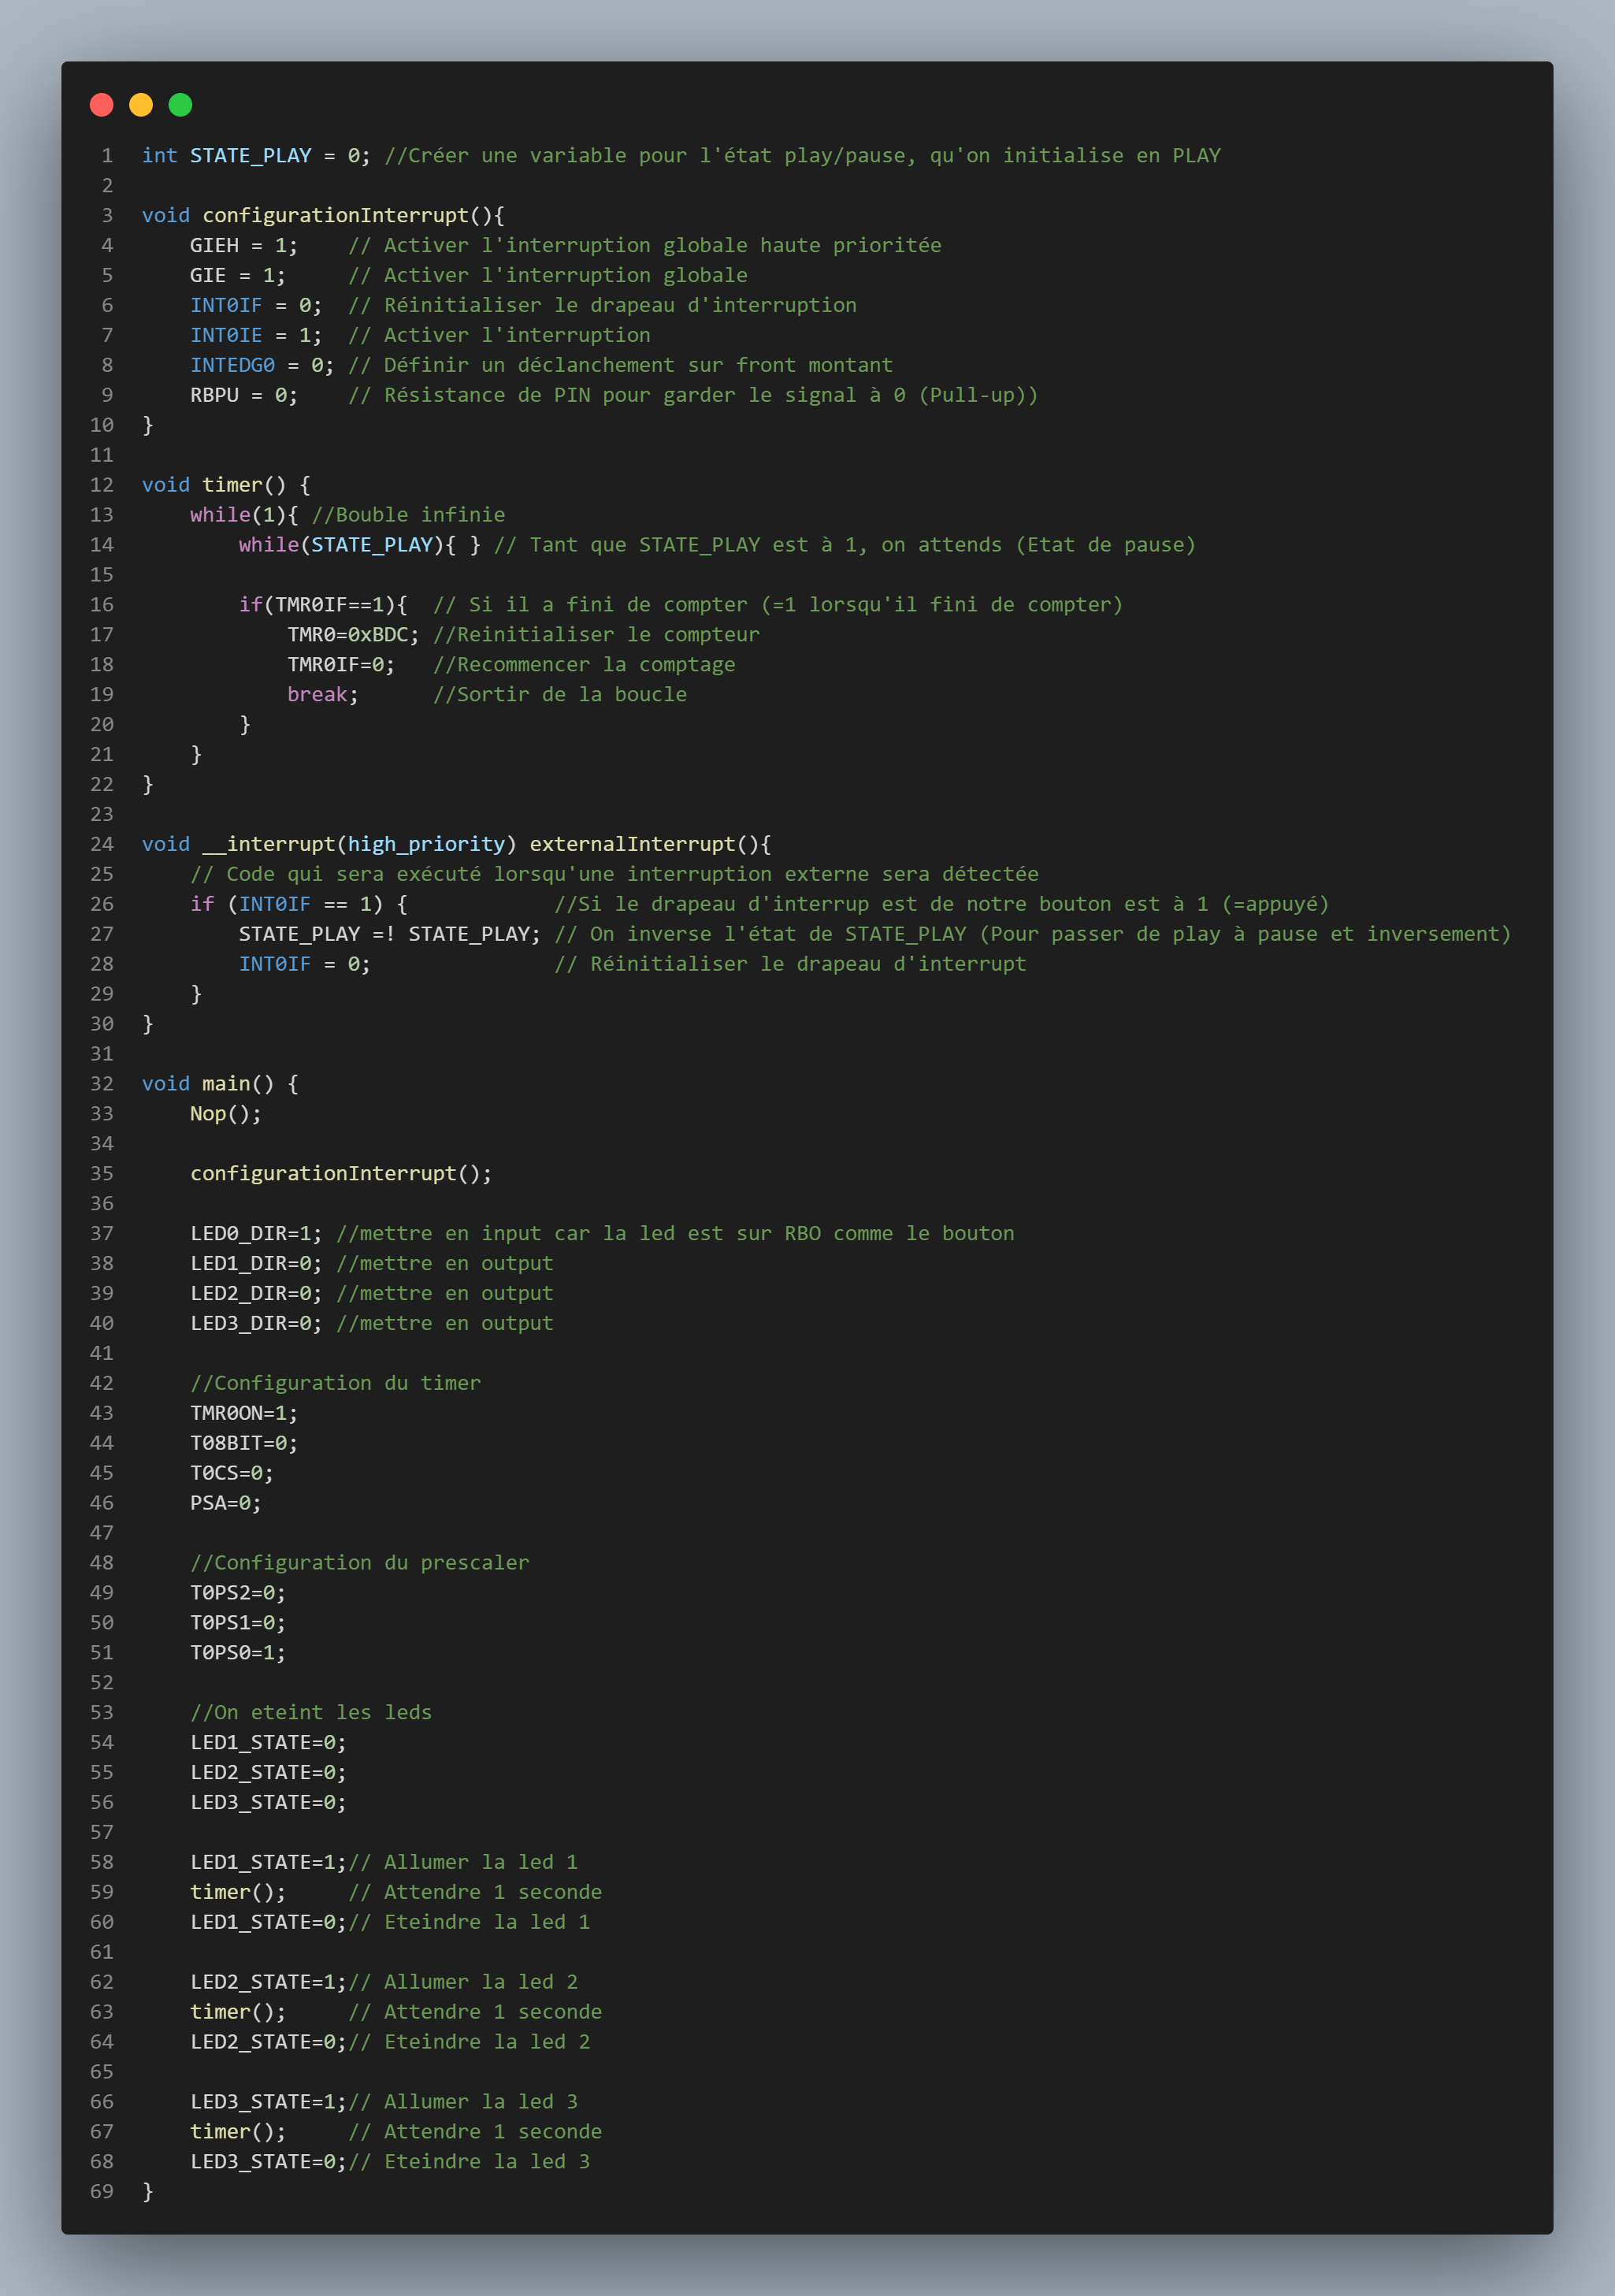 1 int STATE_PLAY = 0; //Créer une variable pour l'état play/pause, qu'on initialise en PLAY
2
3 void configurationInterrupt(){
4     GIEH = 1;    // Activer l'interruption globale haute prioritée
5     GIE = 1;     // Activer l'interruption globale
6     INT0IF = 0;  // Réinitialiser le drapeau d'interruption
7     INT0IE = 1;  // Activer l'interruption
8     INTEDG0 = 0; // Définir un déclanchement sur front montant
9     RBPU = 0;    // Résistance de PIN pour garder le signal à 0 (Pull-up))
10 }
11
12 void timer() {
13     while(1){ //Bouble infinie
14         while(STATE_PLAY){ } // Tant que STATE_PLAY est à 1, on attends (Etat de pause)
15
16         if(TMR0IF==1){  // Si il a fini de compter (=1 lorsqu'il fini de compter)
17             TMR0=0xBDC; //Reinitialiser le compteur
18             TMR0IF=0;   //Recommencer la comptage
19             break;      //Sortir de la boucle
20         }
21     }
22 }
23
24 void __interrupt(high_priority) externalInterrupt(){
25     // Code qui sera exécuté lorsqu'une interruption externe sera détectée
26     if (INT0IF == 1) {            //Si le drapeau d'interrup est de notre bouton est à 1 (=appuyé)
27         STATE_PLAY =! STATE_PLAY; // On inverse l'état de STATE_PLAY (Pour passer de play à pause et inversement)
28         INT0IF = 0;               // Réinitialiser le drapeau d'interrupt
29     }
30 }
31
32 void main() {
33     Nop();
34
35     configurationInterrupt();
36
37     LED0_DIR=1; //mettre en input car la led est sur RBO comme le bouton
38     LED1_DIR=0; //mettre en output
39     LED2_DIR=0; //mettre en output
40     LED3_DIR=0; //mettre en output
41
42     //Configuration du timer
43     TMR0ON=1;
44     T08BIT=0;
45     T0CS=0;
46     PSA=0;
47
48     //Configuration du prescaler
49     T0PS2=0;
50     T0PS1=0;
51     T0PS0=1;
52
53     //On eteint les leds
54     LED1_STATE=0;
55     LED2_STATE=0;
56     LED3_STATE=0;
57
58     LED1_STATE=1;// Allumer la led 1
59     timer();     // Attendre 1 seconde
60     LED1_STATE=0;// Eteindre la led 1
61
62     LED2_STATE=1;// Allumer la led 2
63     timer();     // Attendre 1 seconde
64     LED2_STATE=0;// Eteindre la led 2
65
66     LED3_STATE=1;// Allumer la led 3
67     timer();     // Attendre 1 seconde
68     LED3_STATE=0;// Eteindre la led 3
69 }